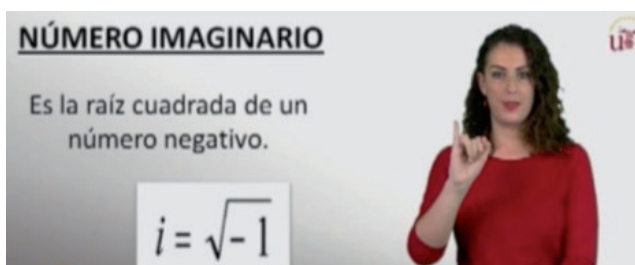 NÚMERO IMAGINARIO
Es la raíz cuadrada de un
número negativo.
i = √-1